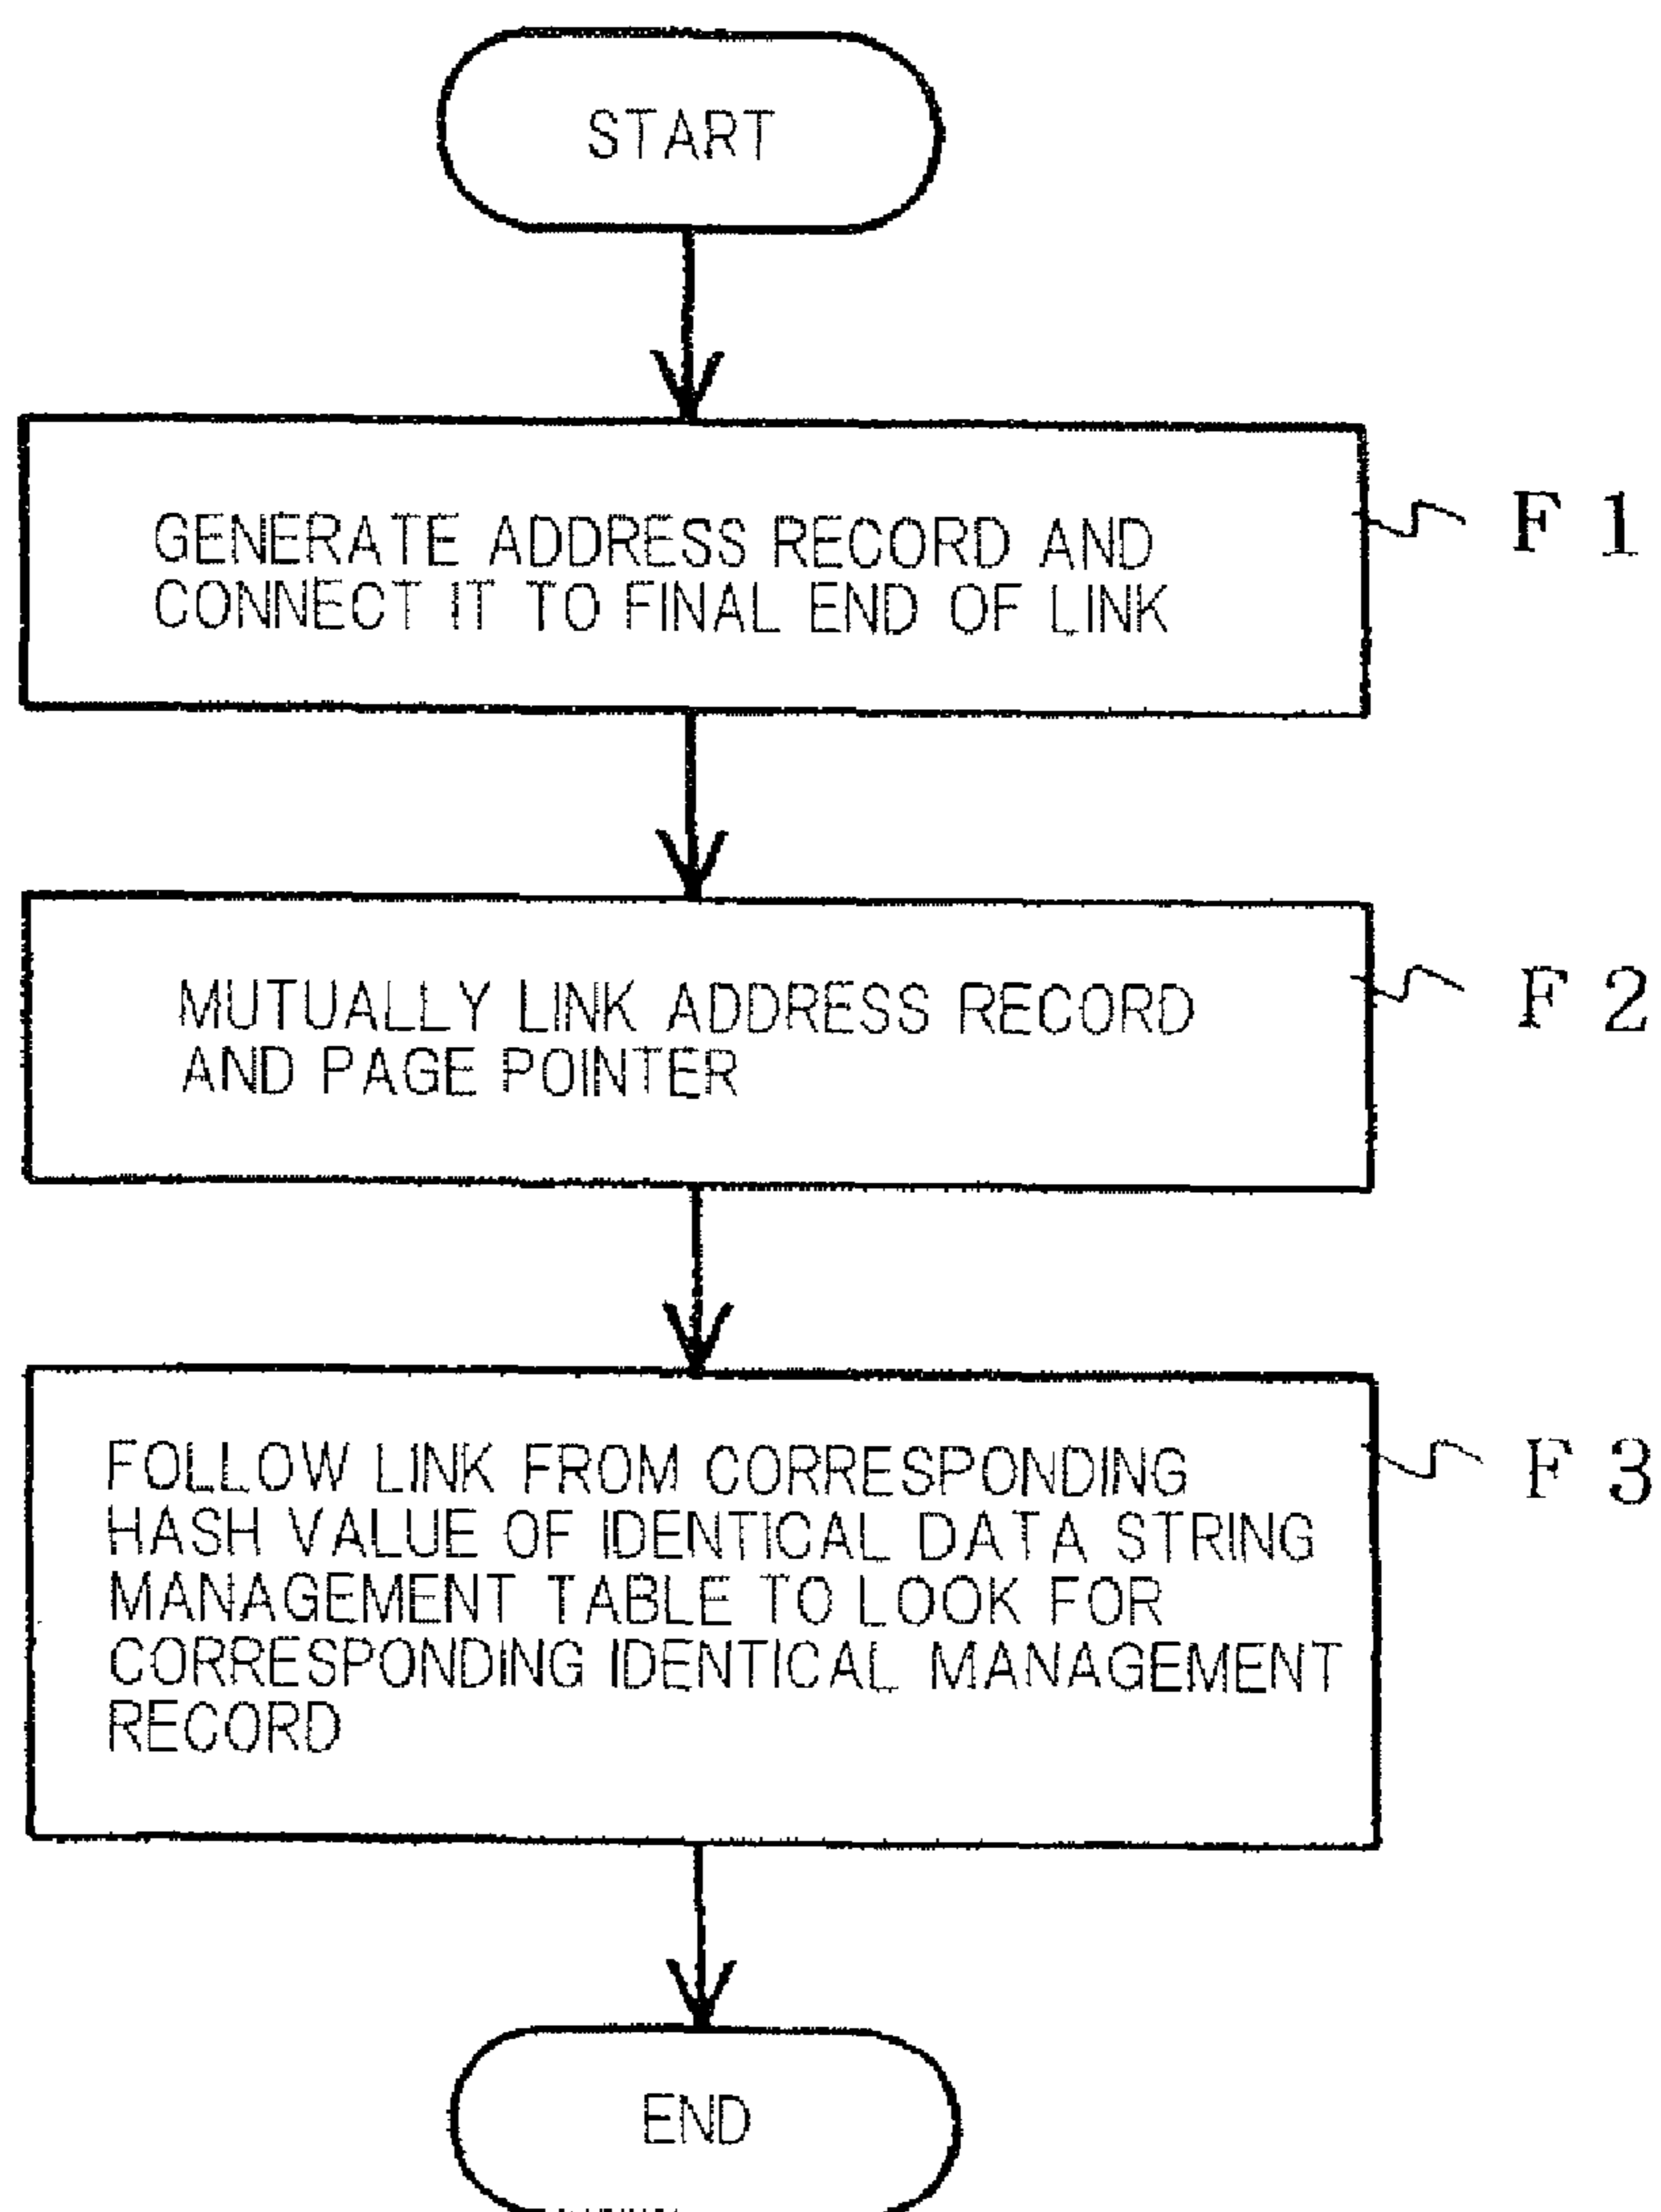 START
GENERATE ADDRESS RECORD AND
CONNECT IT TO FINAL END OF LINK
F 1
MUTUALLY LINK ADDRESS RECORD
AND PAGE POINTER
F 2
FOLLOW LINK FROM CORRESPONDING
HASH VALUE OF IDENTICAL DATA STRING
MANAGEMENT TABLE TO LOOK FOR
CORRESPONDING IDENTICAL MANAGEMENT
RECORD
F 3
END